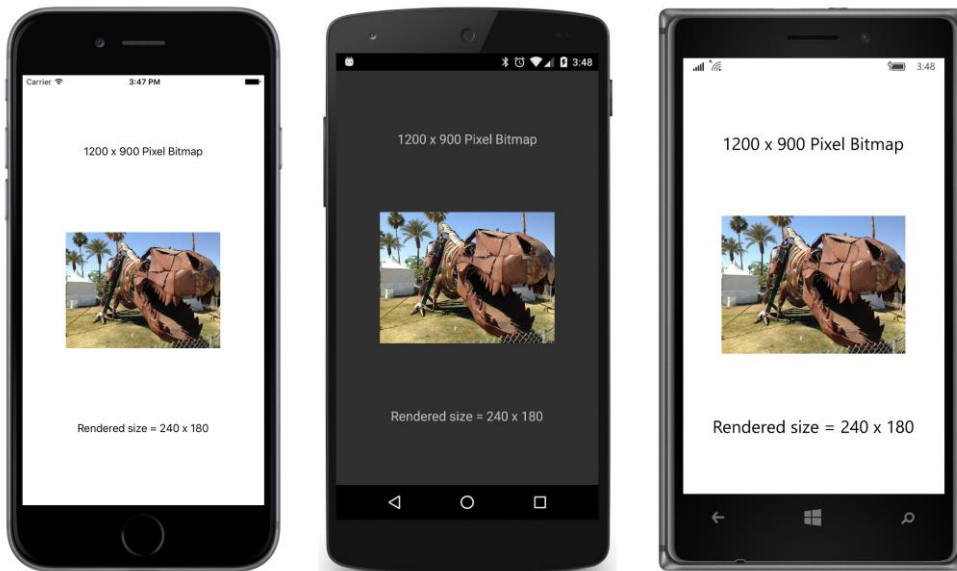 Carrier 3:47 PM
1200 x 900 Pixel Bitmap
Rendered size = 240 x 180
3:48
1200 x 900 Pixel Bitmap
Rendered size = 240 x 180
3:48
1200 x 900 Pixel Bitmap
Rendered size = 240 x 180